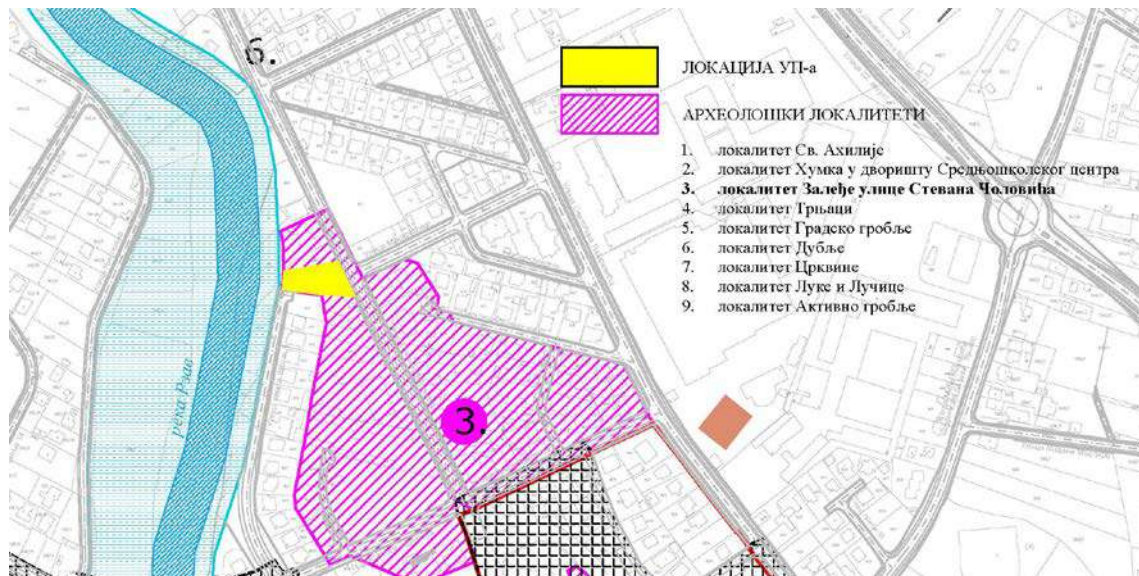 6.
ЛОКАЦИЈА УП-а
АРХЕОЛОШКИ ЛОКАЛИТЕТИ
1. локалитет Св. Ахилије
2. локалитет Хумка у дворишту Средњошколског центра
3. локалитет Залеђе улице Стевана Чоловића
4. локалитет Трњаци
5. локалитет Градско гробље
6. локалитет Дубље
7. локалитет Црквине
8. локалитет Луке и Лучице
9. локалитет Активно гробље
река Рзав
3.